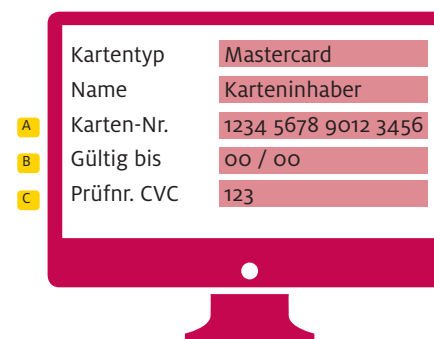 Kartentyp Mastercard
Name Karteninhaber
A Karten-Nr. 1234 5678 9012 3456
B Gültig bis 00 / 00
C Prüfnr. CVC 123